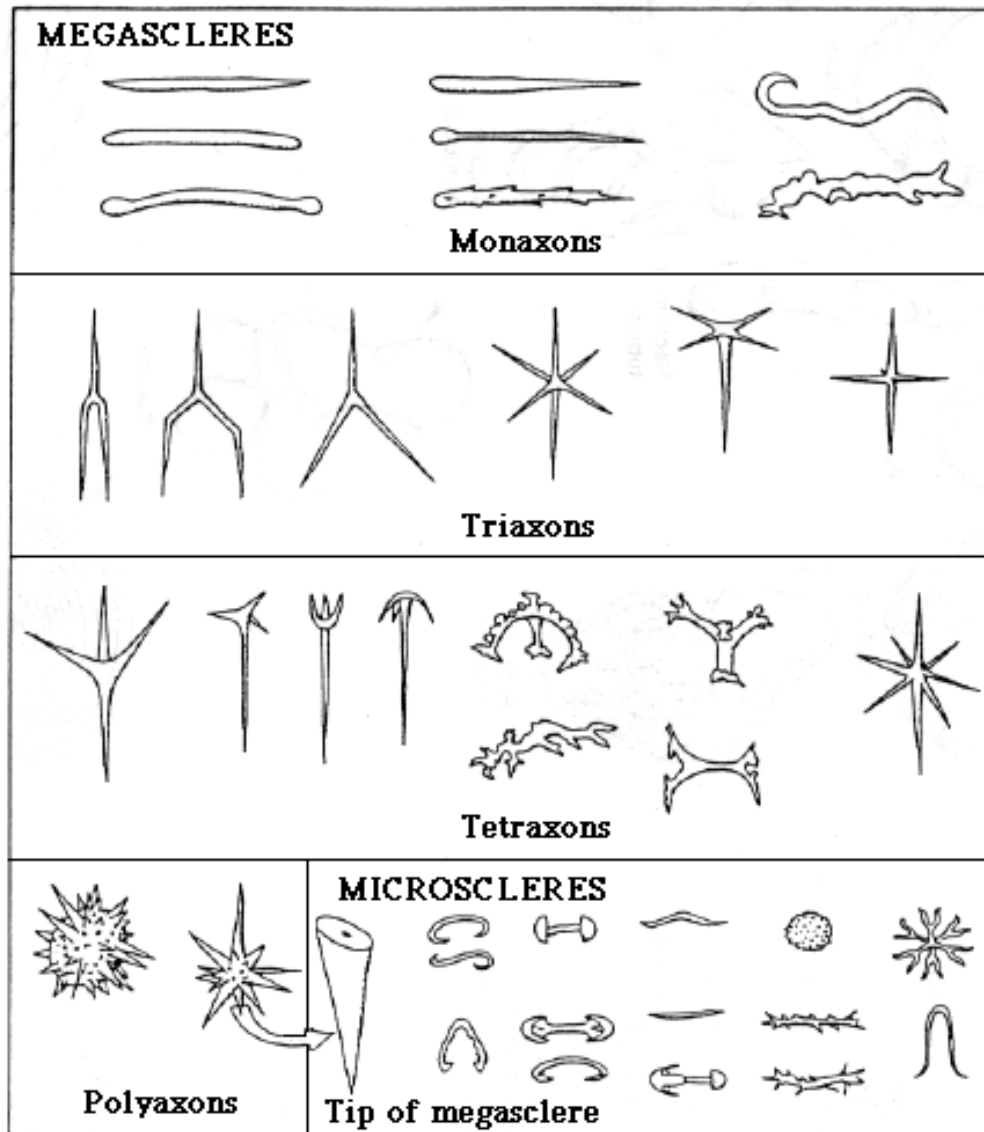 MEGASCLERES
Monaxons
Triaxons
Tetraxons
Polyaxons
MICROSCLERES
Tip of megasclere